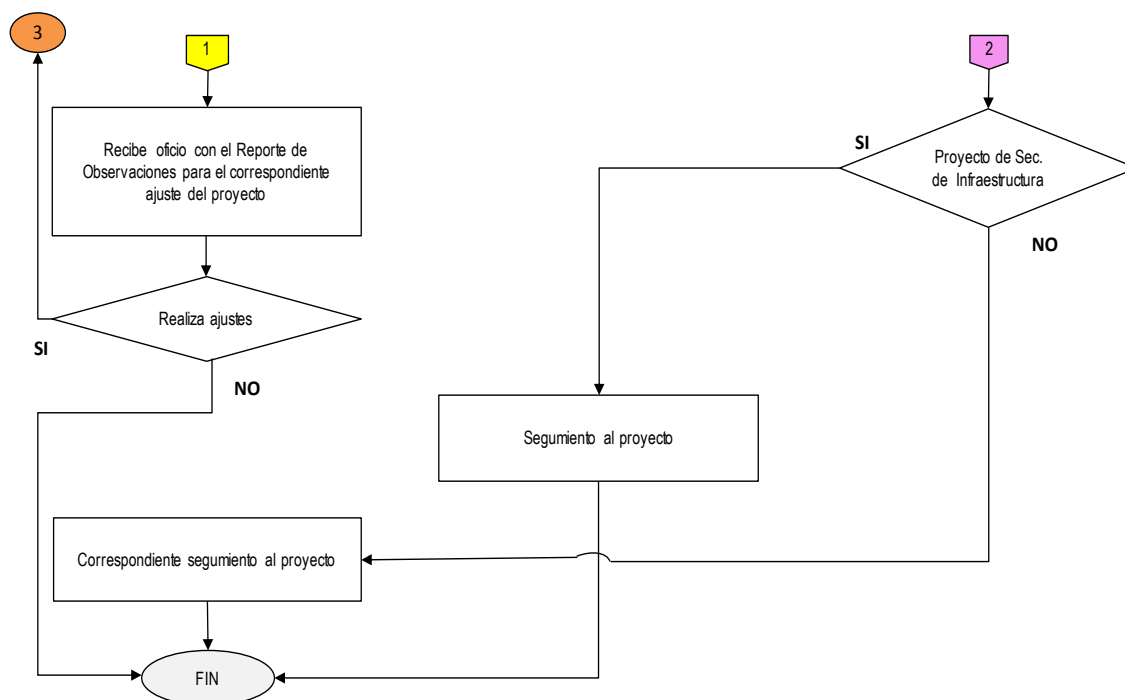 3
1
2
Recibe oficio con el Reporte de
Observaciones para el correspondiente
ajuste del proyecto
SI
Proyecto de Sec.
de Infraestructura
NO
Realiza ajustes
SI
NO
Segumiento al proyecto
Correspondiente segumiento al proyecto
FIN